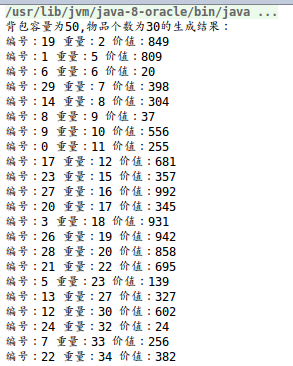 /usr/lib/jvm/java-8-oracle/bin/java ...
背包容量为50,物品个数为30的生成结果：
编号：19 重量：2 价值：849
编号：1 重量：5 价值：809
编号：6 重量：6 价值：20
编号：29 重量：7 价值：398
编号：14 重量：8 价值：304
编号：8 重量：9 价值：37
编号：9 重量：10 价值：556
编号：0 重量：11 价值：255
编号：17 重量：12 价值：681
编号：23 重量：15 价值：357
编号：27 重量：16 价值：992
编号：20 重量：17 价值：345
编号：3 重量：18 价值：931
编号：26 重量：19 价值：942
编号：28 重量：20 价值：858
编号：21 重量：22 价值：695
编号：5 重量：23 价值：139
编号：13 重量：27 价值：327
编号：12 重量：30 价值：602
编号：24 重量：32 价值：24
编号：7 重量：33 价值：256
编号：22 重量：34 价值：382